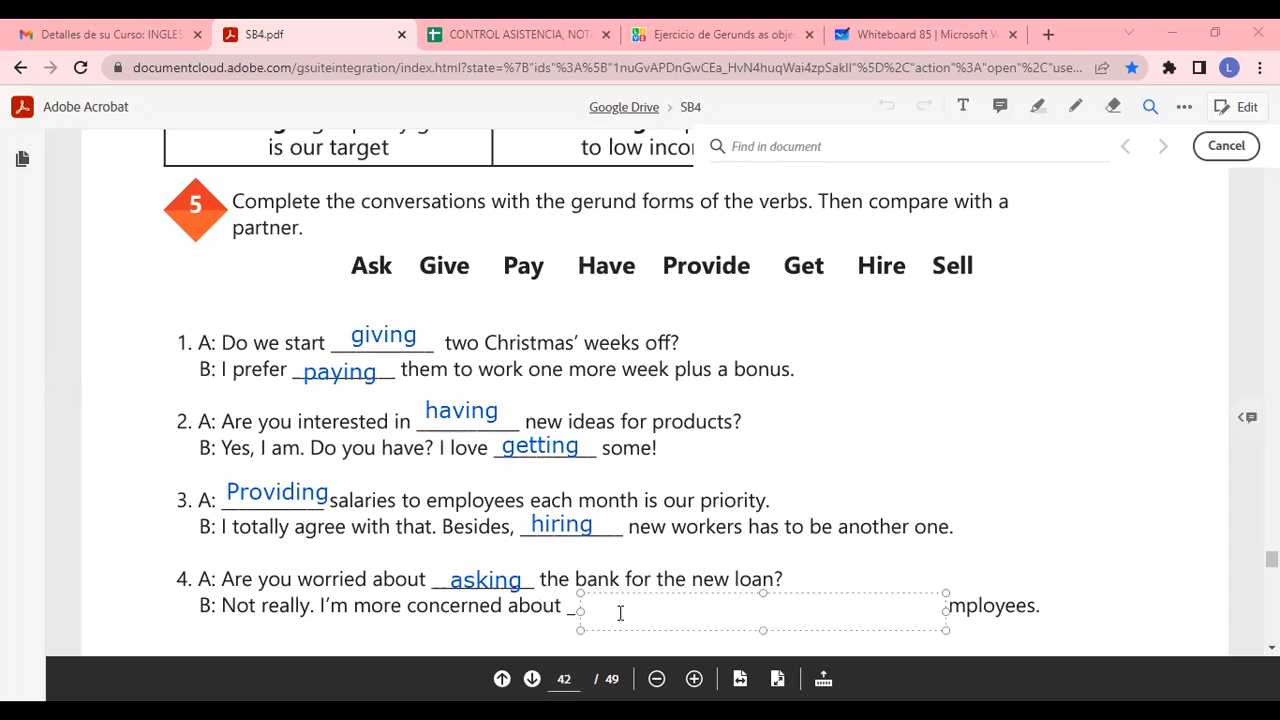 Detalles de su Curso: INGLES
SB4.pdf
CONTROL ASISTENCIA, NOTA
Ejercicio de Gerunds as obje
Whiteboard 85 | Microsoft W
documentcloud.adobe.com/gsuiteintegration/index.html?state=%7B"ids"%3A%5B"1nuGvAPDnGwCEa_HvN4huqWai4zpSakIl"%5D%2C"action"%3A"open"%2C"use...
L
Adobe Acrobat
Google Drive > SB4
Edit
is our target
to low incor
Find in document
Cancel
5
Complete the conversations with the gerund forms of the verbs. Then compare with a
partner.
Ask Give Pay Have Provide Get Hire Sell
1. A: Do we start giving two Christmas' weeks off?
B: I prefer paying them to work one more week plus a bonus.
2. A: Are you interested in having new ideas for products?
B: Yes, I am. Do you have? I love getting some!
3. A: Providing salaries to employees each month is our priority.
B: I totally agree with that. Besides, hiring new workers has to be another one.
4. A: Are you worried about asking the bank for the new loan?
B: Not really. I'm more concerned about _ mployees.
42 / 49